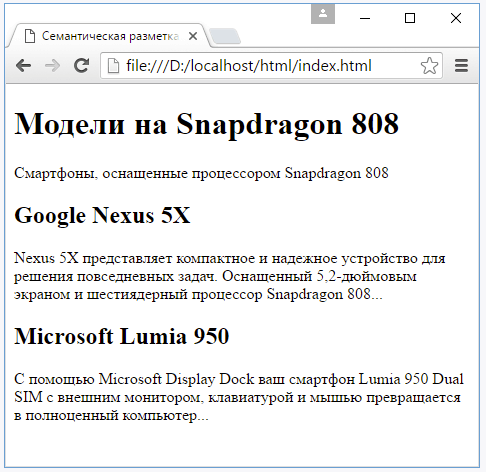 Семантическая разметка
file:///D:/localhost/html/index.html
Модели на Snapdragon 808
Смартфоны, оснащенные процессором Snapdragon 808
Google Nexus 5X
Nexus 5X представляет компактное и надежное устройство для
решения повседневных задач. Оснащенный 5,2-дюймовым
экраном и шестиядерный процессор Snapdragon 808...
Microsoft Lumia 950
С помощью Microsoft Display Dock ваш смартфон Lumia 950 Dual
SIM с внешним монитором, клавиатурой и мышью превращается
в полноценный компьютер...